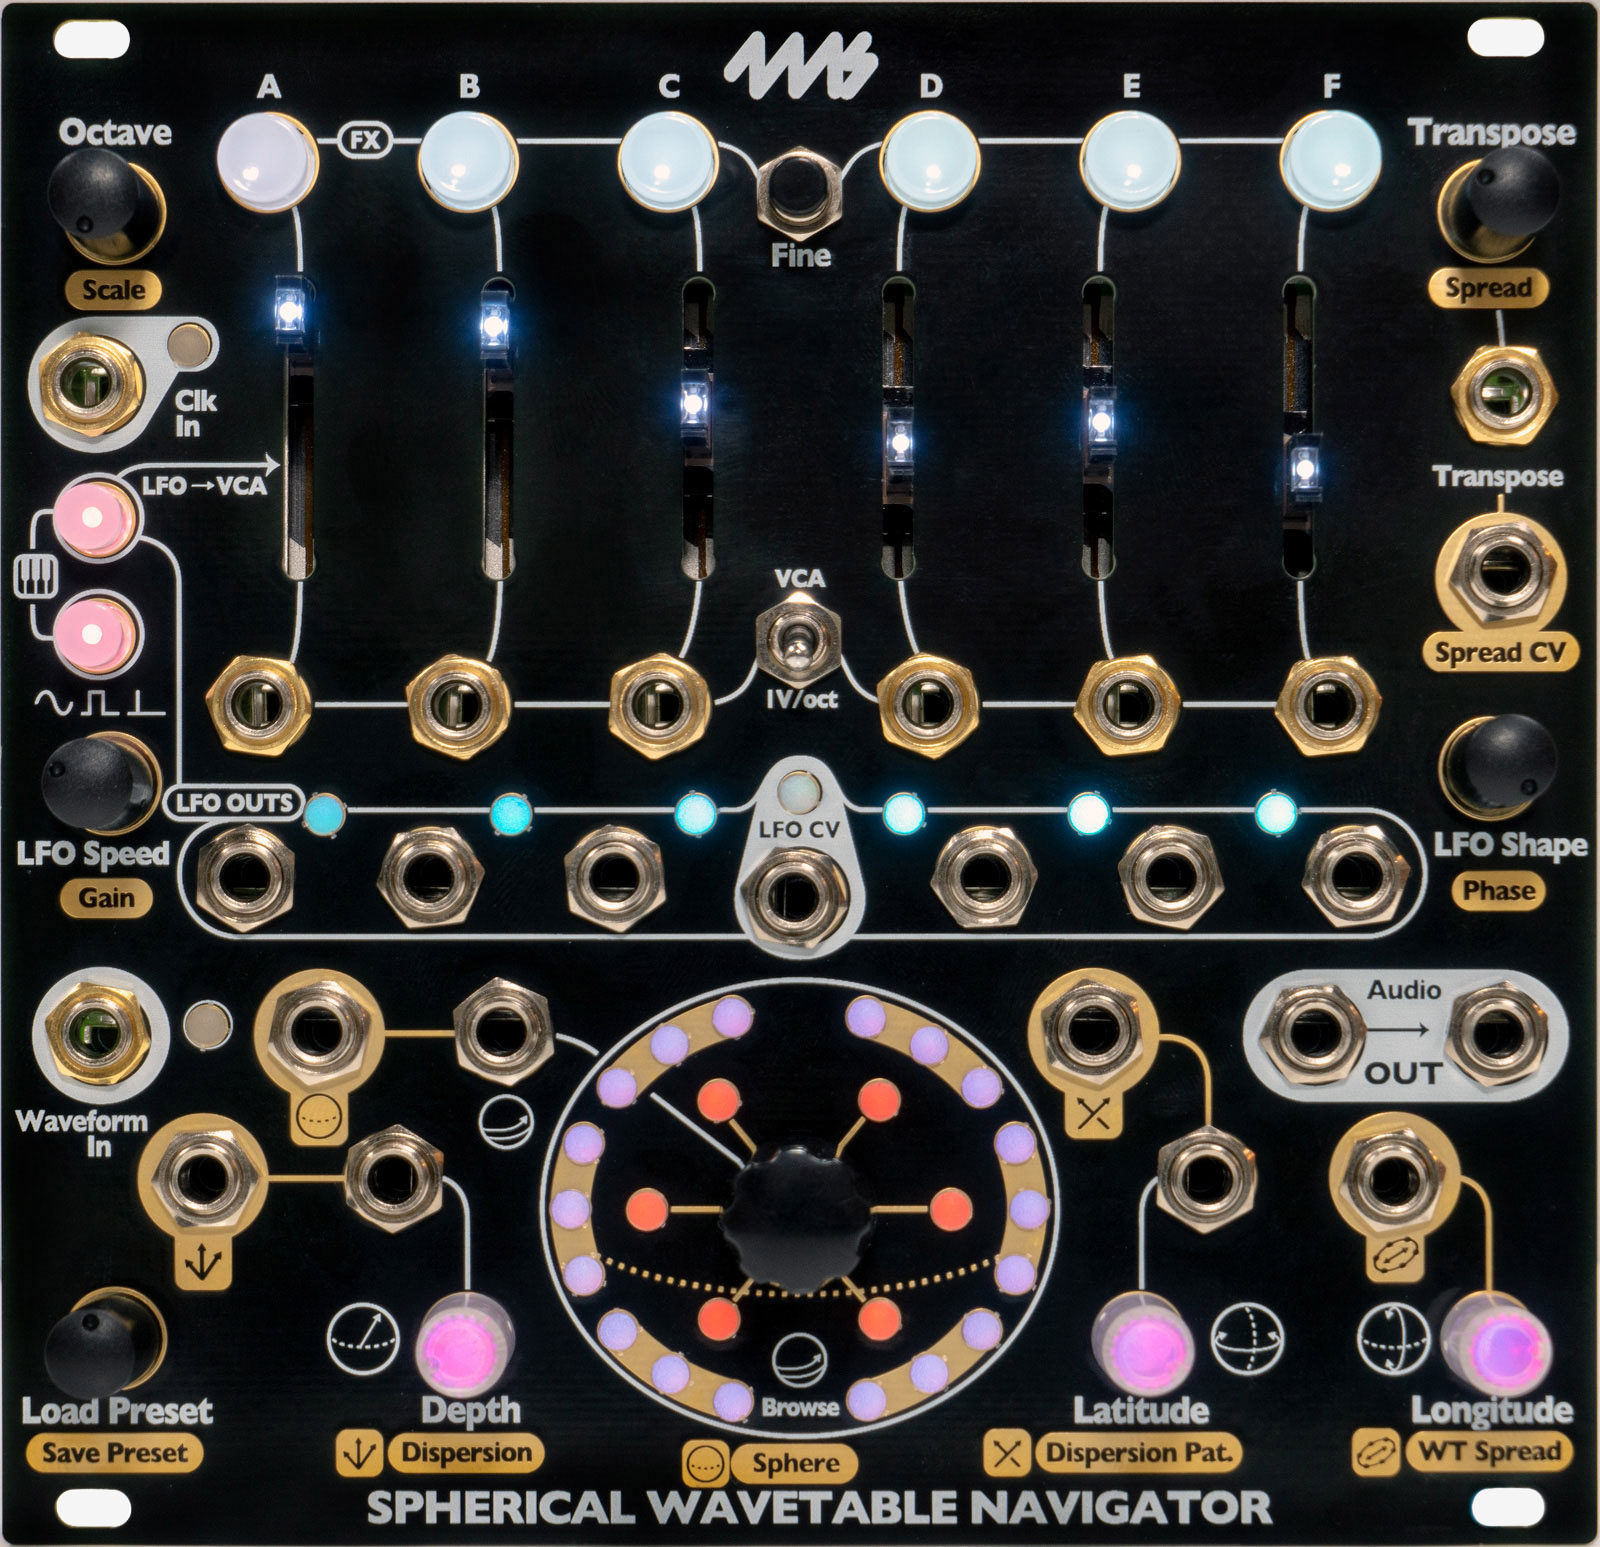 4ms
A
B
C
D
E
F
Octave
FX
Transpose
Fine
Scale
Spread
Clk
In
LFO→VCA
Transpose
VCA
Spread CV
1V/oct
LFO OUTS
LFO CV
LFO Speed
LFO Shape
Gain
Phase
Audio
OUT
Waveform
In
Browse
Load Preset
Depth
Latitude
Longitude
Save Preset
Dispersion
Sphere
Dispersion Pat.
WT Spread
SPHERICAL WAVETABLE NAVIGATOR